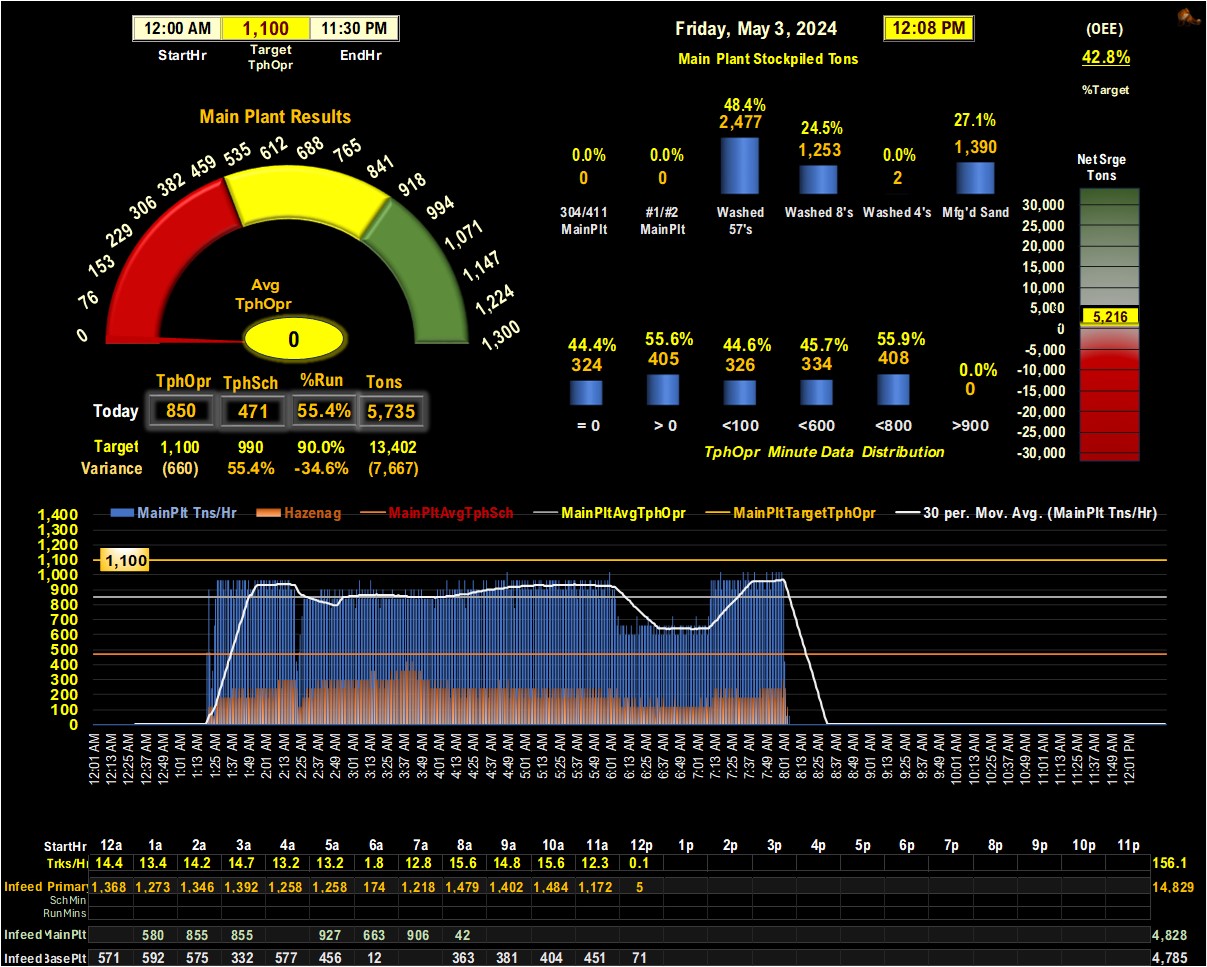 12:00 AM 1,100 11:30 PM
StartHr Target TphOpr EndHr
Friday, May 3, 2024 12:08 PM
Main Plant Stockpiled Tons
(OEE)
42.8%
%Target
Main Plant Results
0 76 153 229 306 382 459 535 612 688 765 841 918 994 1,071 1,147 1,224 1,300
Avg
TphOpr
0
48.4% 24.5% 27.1%
0.0% 0.0% 2,477 1,253 0.0% 1,390
0 0 2
304/411 MainPlt
#1/#2 MainPlt
Washed 57's
Washed 8's
Washed 4's
Mfg'd Sand
Net Srge
Tons
30,000
25,000
20,000
15,000
10,000
5,000
5,216
0
-5,000
-10,000
-15,000
-20,000
-25,000
-30,000
44.4% 55.6% 44.6% 45.7% 55.9% 0.0%
324 405 326 334 408 0
= 0 > 0 <100 <600 <800 >900
TphOpr Minute Data Distribution
TphOpr TphSch %Run Tons
Today 850 471 55.4% 5,735
Target 1,100 990 90.0% 13,402
Variance (660) 55.4% -34.6% (7,667)
MainPlt Tns/Hr Hazenag MainPltAvgTphSch MainPltAvgTphOpr MainPltTargetTphOpr 30 per. Mov. Avg. (MainPlt Tns/Hr)
1,400
1,300
1,200
1,100
1,100
1,000
900
800
700
600
500
400
300
200
100
0
12:01 AM 12:13 AM 12:25 AM 12:37 AM 12:49 AM 1:01 AM 1:13 AM 1:25 AM 1:37 AM 1:49 AM 2:01 AM 2:13 AM 2:25 AM 2:37 AM 2:49 AM 3:01 AM 3:13 AM 3:25 AM 3:37 AM 3:49 AM 4:01 AM 4:13 AM 4:25 AM 4:37 AM 4:49 AM 5:01 AM 5:13 AM 5:25 AM 5:37 AM 5:49 AM 6:01 AM 6:13 AM 6:25 AM 6:37 AM 6:49 AM 7:01 AM 7:13 AM 7:25 AM 7:37 AM 7:49 AM 8:01 AM 8:13 AM 8:25 AM 8:37 AM 8:49 AM 9:01 AM 9:13 AM 9:25 AM 9:37 AM 9:49 AM 10:01 AM 10:13 AM 10:25 AM 10:37 AM 10:49 AM 11:01 AM 11:13 AM 11:25 AM 11:37 AM 11:49 AM 12:01 PM
StartHr 12a 1a 2a 3a 4a 5a 6a 7a 8a 9a 10a 11a 12p 1p 2p 3p 4p 5p 6p 7p 8p 9p 10p 11p
Trks/H 14.4 13.4 14.2 14.7 13.2 13.2 1.8 12.8 15.6 14.8 15.6 12.3 0.1 156.1
Infeed Primary 1,368 1,273 1,346 1,392 1,258 1,258 174 1,218 1,479 1,402 1,484 1,172 5 14,829
SchMin
RunMins
Infeed MainPlt 580 855 855 927 663 906 42 4,828
Infeed BasePlt 571 592 575 332 577 456 12 363 381 404 451 71 4,785